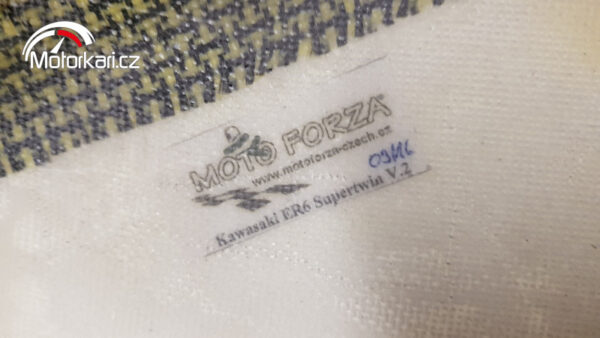 Motorkari.cz
MOTO FORZA®
www.motoforza-czech.cz
09/16
Kawasaki ER6 Supertwin V.2